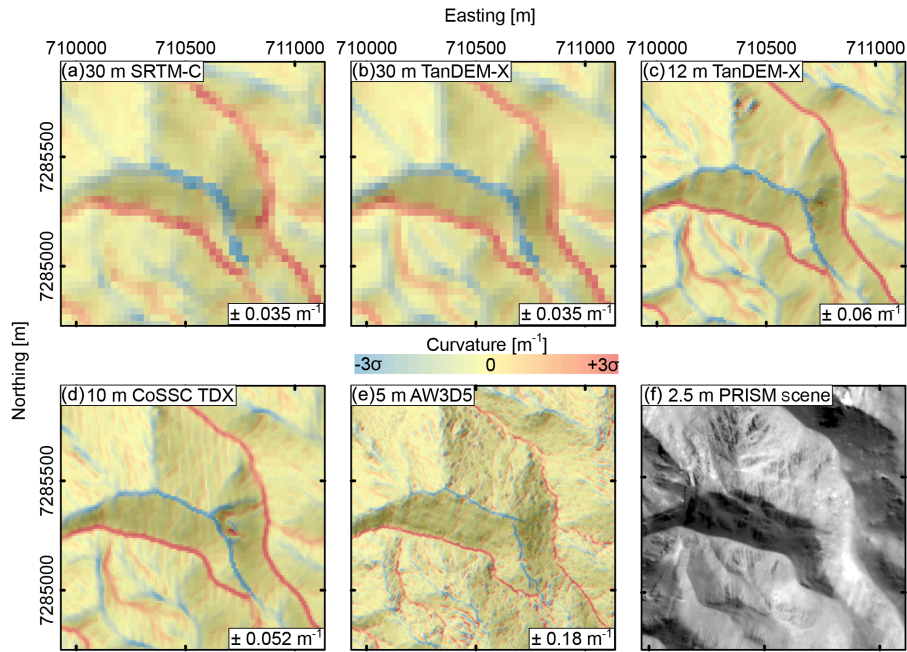 Easting [m]
710000 710500 711000 710000 710500 711000 710000 710500 711000
(a) 30 m SRTM-C
(b) 30 m TanDEM-X
(c) 12 m TanDEM-X
7285500
7285000
± 0.035 m⁻¹
± 0.035 m⁻¹
± 0.06 m⁻¹
Northing [m]
Curvature [m⁻¹]
-3σ 0 +3σ
(d) 10 m CoSSC TDX
(e) 5 m AW3D5
(f) 2.5 m PRISM scene
7285500
7285000
± 0.052 m⁻¹
± 0.18 m⁻¹